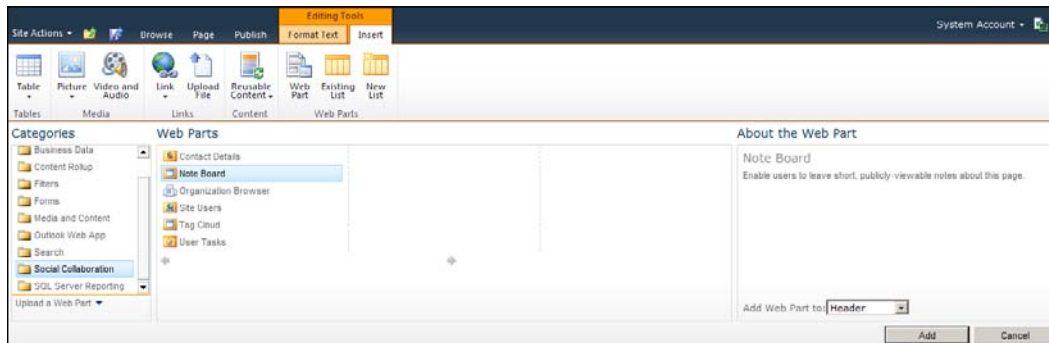 Editing Tools
System Account
Site Actions Browse Page Publish Format Text Insert
Table Picture Video and Audio Link Upload File Reusable Content Web Part Existing List New List
Tables Media Links Content Web Parts
Categories
Business Data
Content Rollup
Filters
Forms
Media and Content
Outlook Web App
Search
Social Collaboration
SQL Server Reporting
Upload a Web Part
Web Parts
Contact Details
Note Board
Organization Browser
Site Users
Tag Cloud
User Tasks
About the Web Part
Note Board
Enable users to leave short, publicly-viewable notes about this page.
Add Web Part to: Header
Add Cancel